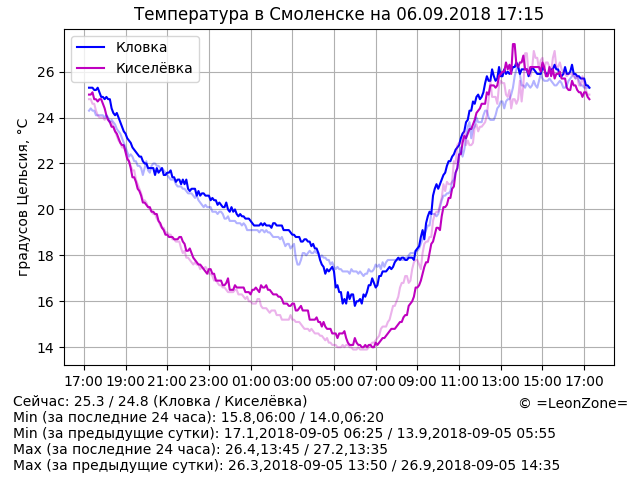 Температура в Смоленске на 06.09.2018 17:15
Кловка
Киселёвка
градусов Цельсия, °C
26
24
22
20
18
16
14
17:00 19:00 21:00 23:00 01:00 03:00 05:00 07:00 09:00 11:00 13:00 15:00 17:00
Сейчас: 25.3 / 24.8 (Кловка / Киселёвка)
© =LeonZone=
Min (за последние 24 часа): 15.8,06:00 / 14.0,06:20
Min (за предыдущие сутки): 17.1,2018-09-05 06:25 / 13.9,2018-09-05 05:55
Max (за последние 24 часа): 26.4,13:45 / 27.2,13:35
Max (за предыдущие сутки): 26.3,2018-09-05 13:50 / 26.9,2018-09-05 14:35